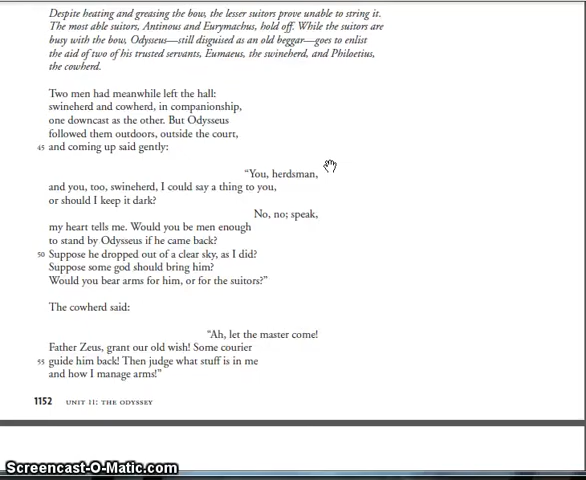 Despite heating and greasing the bow, the lesser suitors prove unable to string it.
The most able suitors, Antinous and Eurymachus, hold off. While the suitors are
busy with the bow, Odysseus—still disguised as an old beggar—goes to enlist
the aid of two of his trusted servants, Eumaeus, the swineherd, and Philoetius,
the cowherd.
Two men had meanwhile left the hall:
swineherd and cowherd, in companionship,
one downcast as the other. But Odysseus
followed them outdoors, outside the court,
45 and coming up said gently:
“You, herdsman,
and you, too, swineherd, I could say a thing to you,
or should I keep it dark?
No, no; speak,
my heart tells me. Would you be men enough
to stand by Odysseus if he came back?
50 Suppose he dropped out of a clear sky, as I did?
Suppose some god should bring him?
Would you bear arms for him, or for the suitors?”
The cowherd said:
“Ah, let the master come!
Father Zeus, grant our old wish! Some courier
55 guide him back! Then judge what stuff is in me
and how I manage arms!”
1152 UNIT 11: THE ODYSSEY
Screencast-O-Matic.com